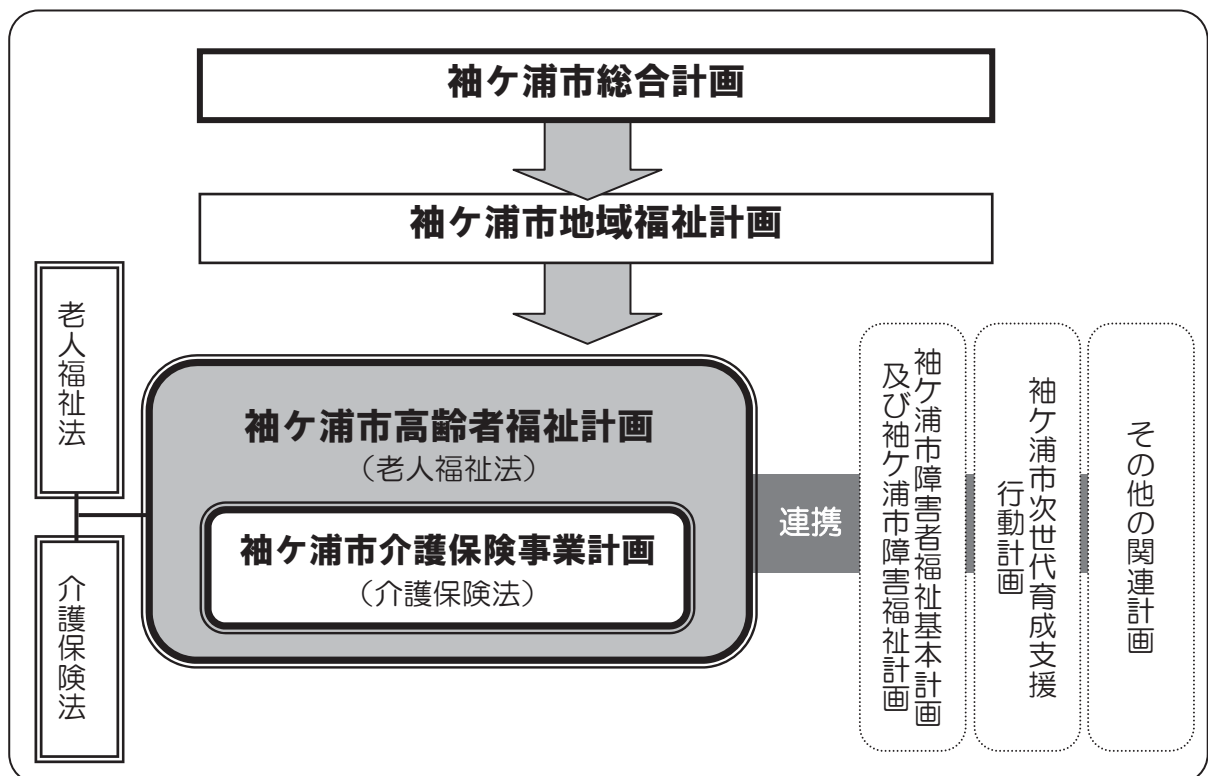 袖ケ浦市総合計画
袖ケ浦市地域福祉計画
老人福祉法
介護保険法
袖ケ浦市高齢者福祉計画
（老人福祉法）
袖ケ浦市介護保険事業計画
（介護保険法）
連携
袖ケ浦市障害者福祉基本計画
及び袖ケ浦市障害福祉計画
袖ケ浦市次世代育成支援
行動計画
その他の関連計画